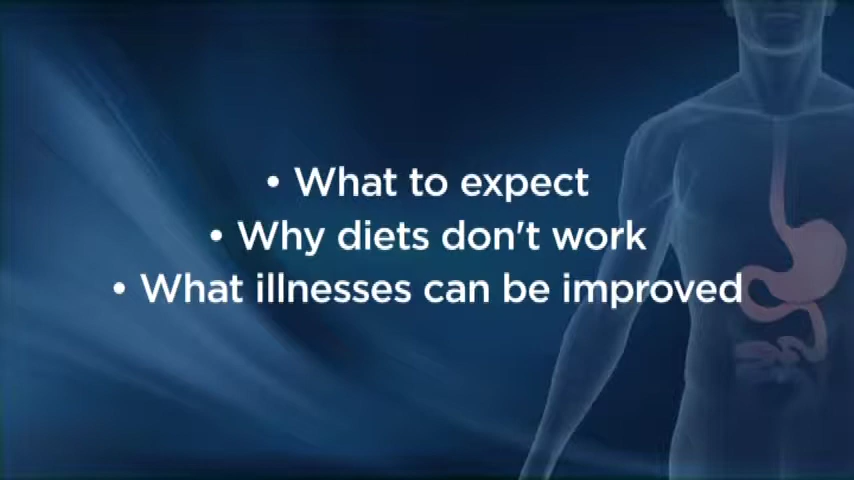 • What to expect
• Why diets don't work
• What illnesses can be improved